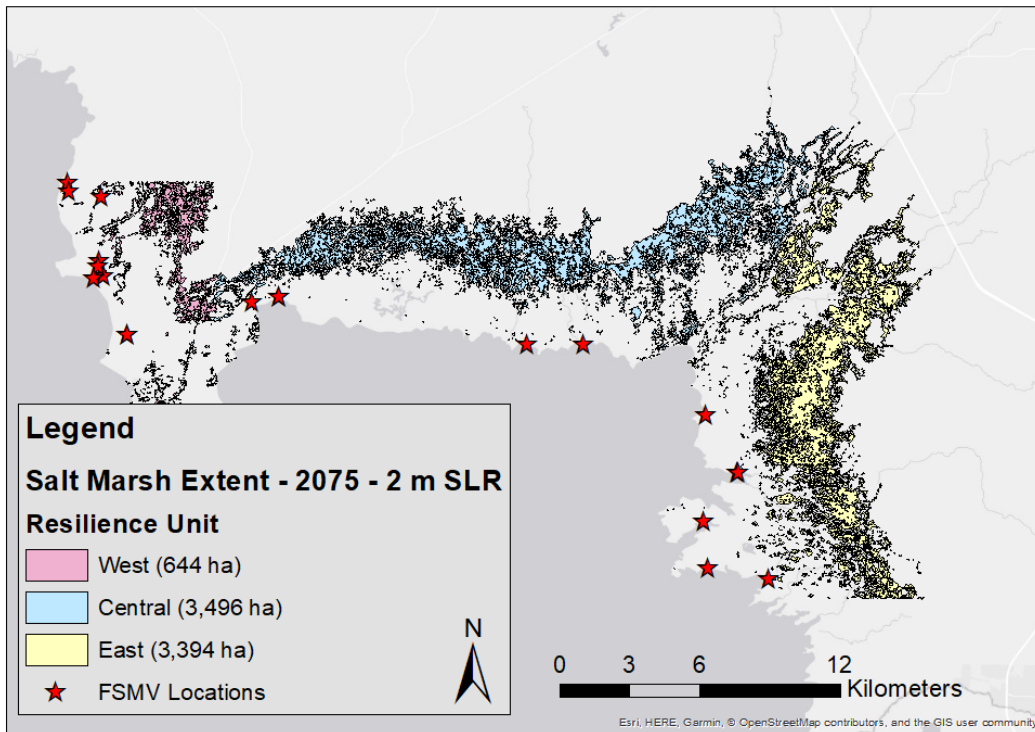 Legend
Salt Marsh Extent - 2075 - 2 m SLR
Resilience Unit
West (644 ha)
Central (3,496 ha)
East (3,394 ha)
FSMV Locations
N
0 3 6 12
Kilometers
Esri, HERE, Garmin, © OpenStreetMap contributors, and the GIS user community